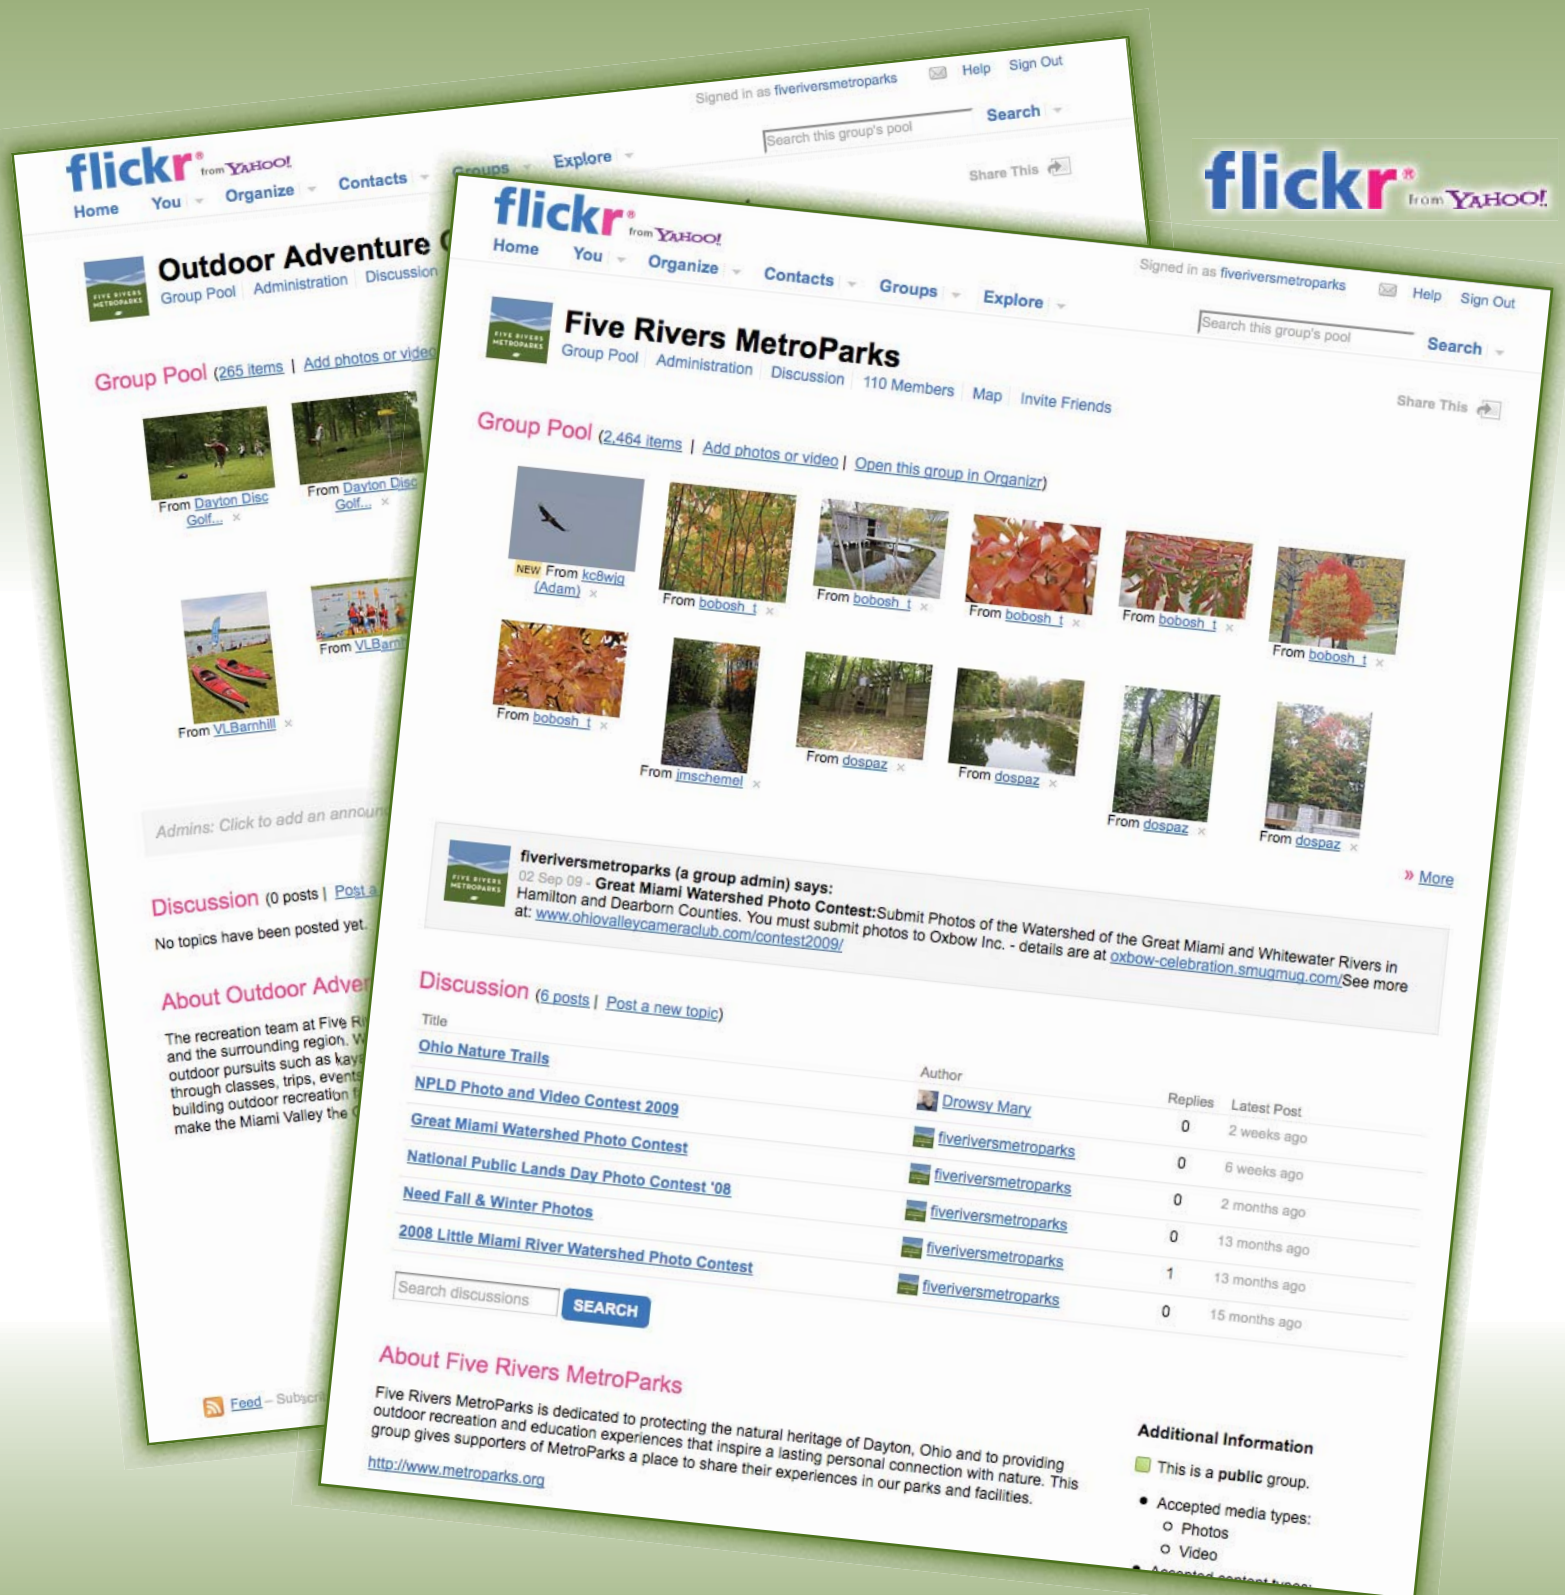 flickr® from YAHOO!
Signed in as fiveriversmetroparks Help Sign Out
flickr® from YAHOO!
Home You Organize Contacts Groups Explore
Search this group's pool Search
Share This
Outdoor Adventure
Group Pool Administration Discussion
Group Pool (265 items | Add photos or video
From Dayton Disc Golf...
From Dayton Disc Golf...
From VLBarnhill
From VLBarn
Admins: Click to add an announ
Discussion (0 posts | Post a
No topics have been posted yet.
About Outdoor Adven
The recreation team at Five Ri
and the surrounding region. W
outdoor pursuits such as kaya
through classes, trips, events
building outdoor recreation f
make the Miami Valley the
Feed – Subscri
flickr® from YAHOO!
Signed in as fiveriversmetroparks Help Sign Out
Home You Organize Contacts Groups Explore
Search this group's pool Search
FIVE RIVERS
METROPARKS
Five Rivers MetroParks
Group Pool Administration Discussion 110 Members Map Invite Friends
Share This
Group Pool (2,464 items | Add photos or video | Open this group in Organizr)
NEW From kc8wjg
(Adam)
From bobosh_t
From bobosh_t
From bobosh_t
From bobosh_t
From bobosh_t
From bobosh_t
From jmschemel
From dospaz
From dospaz
From dospaz
From dospaz
» More
fiveriversmetroparks (a group admin) says:
02 Sep 09 - Great Miami Watershed Photo Contest:Submit Photos of the Watershed of the Great Miami and Whitewater Rivers in
Hamilton and Dearborn Counties. You must submit photos to Oxbow Inc. - details are at oxbow-celebration.smugmug.com/See more
at: www.ohiovalleycameraclub.com/contest2009/
Discussion (6 posts | Post a new topic)
Title Author Replies Latest Post
Ohio Nature Trails Drowsy Mary 0 2 weeks ago
NPLD Photo and Video Contest 2009 fiveriversmetroparks 0 6 weeks ago
Great Miami Watershed Photo Contest fiveriversmetroparks 0 2 months ago
National Public Lands Day Photo Contest '08 fiveriversmetroparks 0 13 months ago
Need Fall & Winter Photos fiveriversmetroparks 1 13 months ago
2008 Little Miami River Watershed Photo Contest fiveriversmetroparks 0 15 months ago
Search discussions SEARCH
About Five Rivers MetroParks
Five Rivers MetroParks is dedicated to protecting the natural heritage of Dayton, Ohio and to providing
outdoor recreation and education experiences that inspire a lasting personal connection with nature. This
group gives supporters of MetroParks a place to share their experiences in our parks and facilities.
http://www.metroparks.org
Additional Information
This is a public group.
Accepted media types:
Photos
Video
Accepted content types: